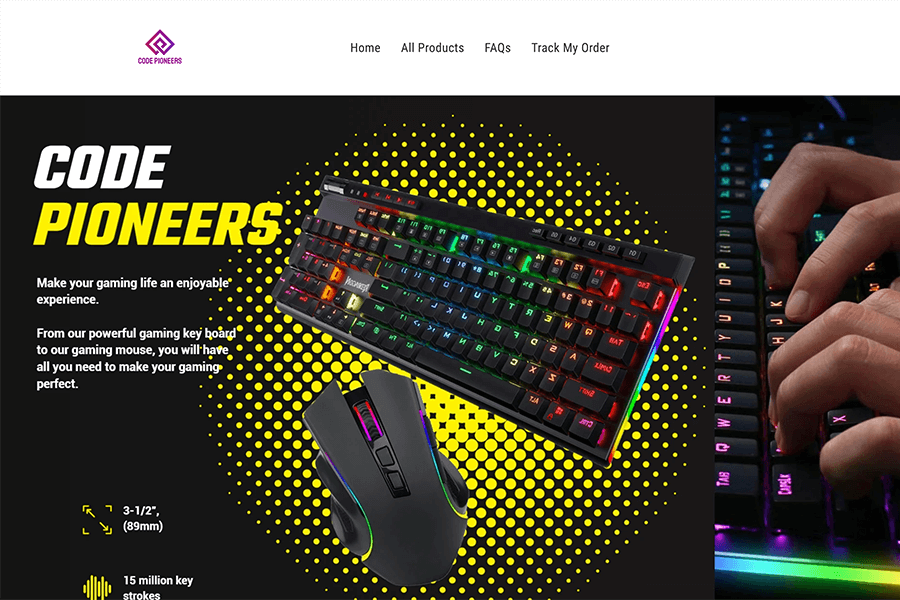 CODE PIONEERS
Home All Products FAQs Track My Order
CODE
PIONEERS
Make your gaming life an enjoyable
experience.
From our powerful gaming key board
to our gaming mouse, you will have
all you need to make your gaming
perfect.
3-1/2",
(89mm)
15 million key
strokes